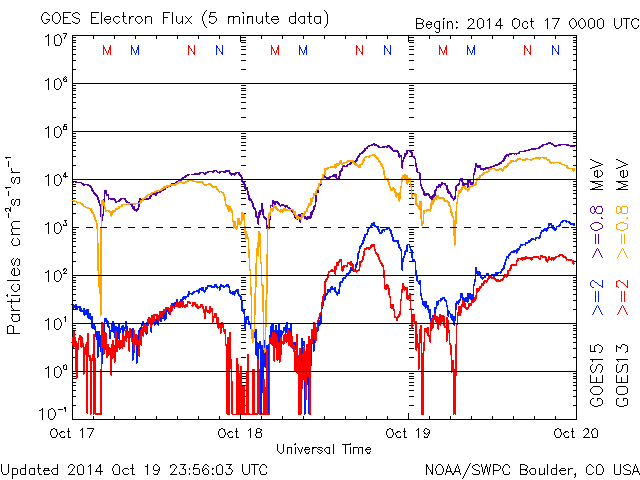 GOES Electron Flux (5 minute data)
Begin: 2014 Oct 17 0000 UTC
M M N N M M N N M M N N
10⁷
10⁶
10⁵
10⁴
10³
10²
10¹
10⁰
10⁻¹
Particles cm⁻²s⁻¹sr⁻¹
Oct 17 Oct 18 Oct 19 Oct 20
Universal Time
GOES15 >=2 >=0.8 MeV
GOES13 >=2 >=0.8 MeV
Updated 2014 Oct 19 23:56:03 UTC
NOAA/SWPC Boulder, CO USA